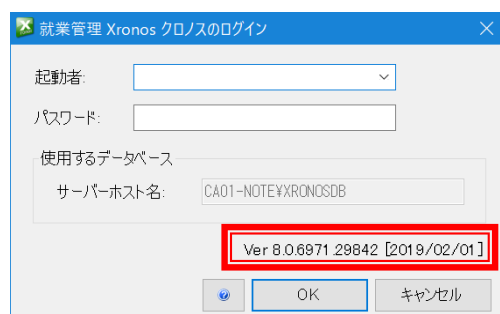 就業管理 Xronos クロノスのログイン
起動者:
パスワード:
使用するデータベース
サーバーホスト名: CA01-NOTE¥XRONOSDB
Ver 8.0.6971.29842 [2019/02/01]
OK キャンセル